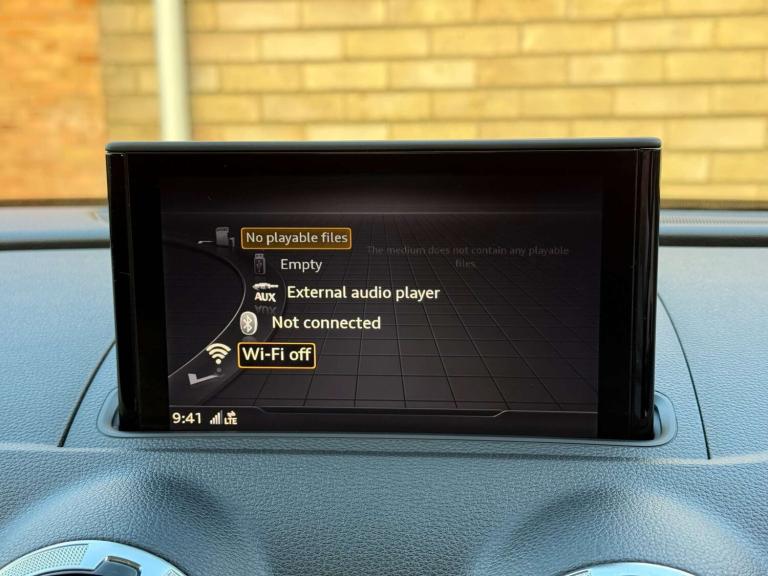 No playable files
The medium does not contain any playable
files.
Empty
AUX
External audio player
Not connected
Wi-Fi off
9:41
LTE